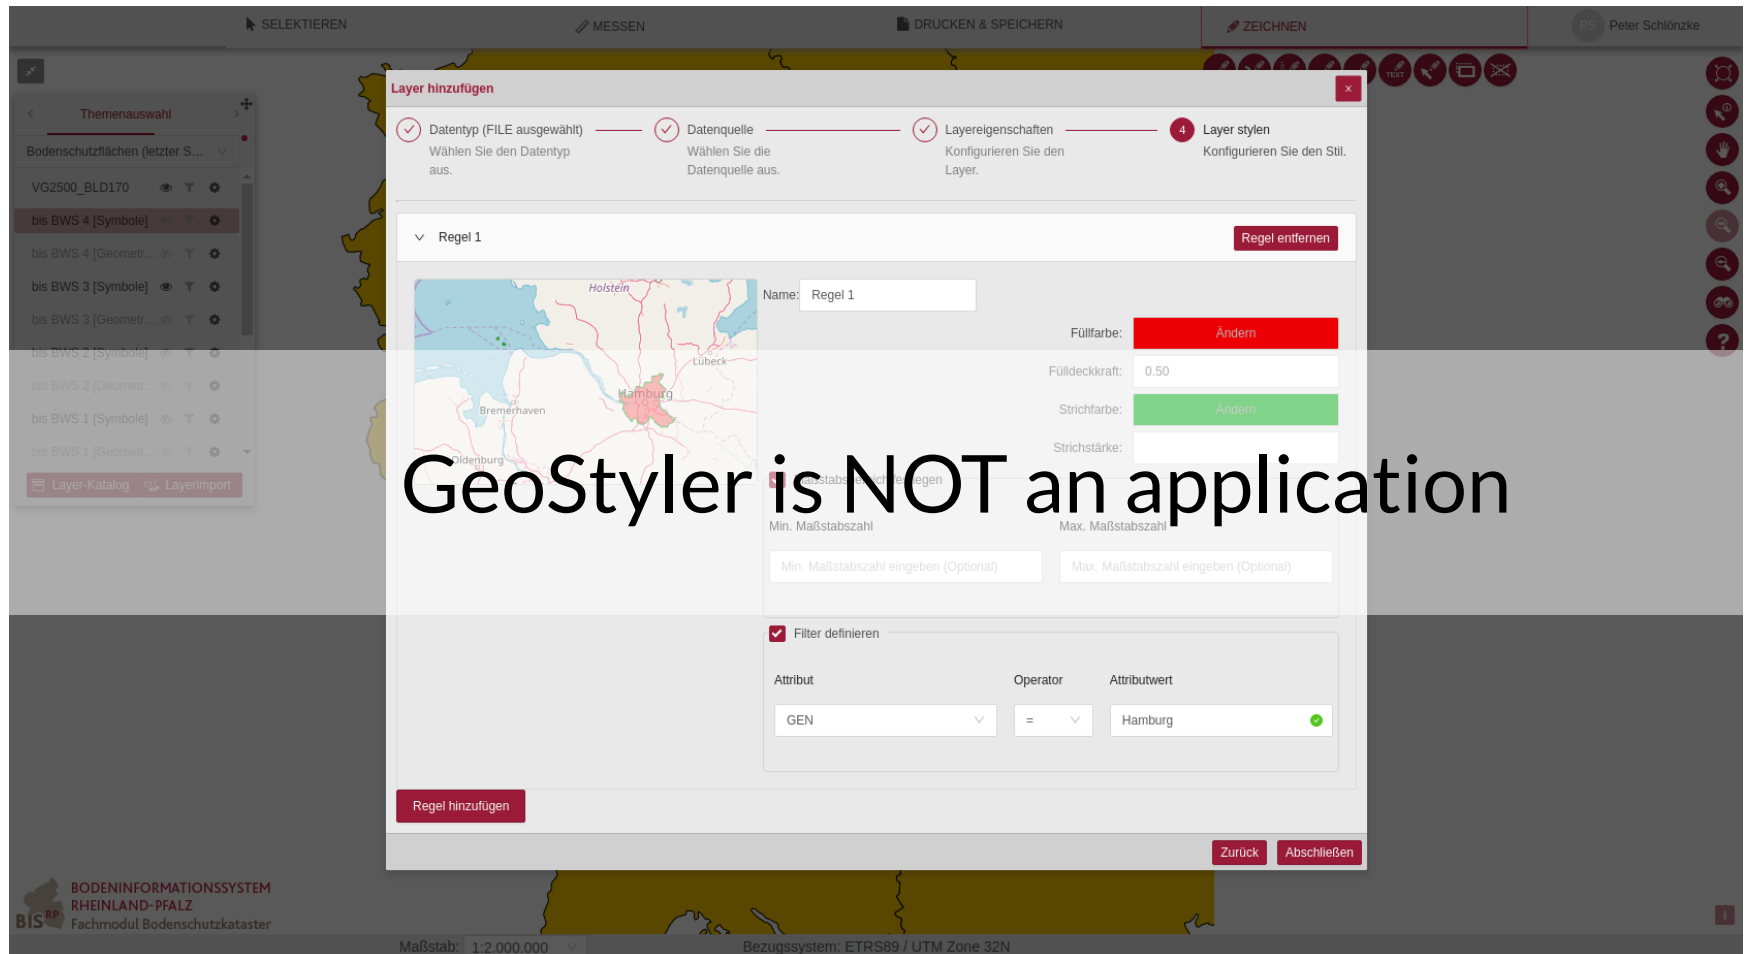 SELEKTIEREN
MESSEN
DRUCKEN & SPEICHERN
ZEICHNEN
PS Peter Schlönzke
TEXT
Layer hinzufügen
×
Themenauswahl
Bodenschutzflächen (letzter S...
VG2500_BLD170
bis BWS 4 [Symbole]
bis BWS 4 [Geometr...
bis BWS 3 [Symbole]
bis BWS 3 [Geometr...
bis BWS 2 [Symbole]
bis BWS 2 [Geometr...
bis BWS 1 [Symbole]
bis BWS 1 [Geometr...
Layer-Katalog
Layerimport
Datentyp (FILE ausgewählt)
Wählen Sie den Datentyp
aus.
Datenquelle
Wählen Sie die
Datenquelle aus.
Layereigenschaften
Konfigurieren Sie den
Layer.
4 Layer stylen
Konfigurieren Sie den Stil.
Regel 1
Regel entfernen
Holstein
Lübeck
Hamburg
Bremerhaven
Oldenburg
Name: Regel 1
Füllfarbe: Ändern
Fülldeckkraft: 0.50
Strichfarbe: Ändern
Strichstärke:
GeoStyler is NOT an application
Min. Maßstabszahl
Max. Maßstabszahl
Min. Maßstabszahl eingeben (Optional)
Max. Maßstabszahl eingeben (Optional)
Filter definieren
Attribut Operator Attributwert
GEN = Hamburg
Regel hinzufügen
Zurück Abschließen
BIS RP
BODENINFORMATIONSSYSTEM
RHEINLAND-PFALZ
Fachmodul Bodenschutzkataster
Maßstab: 1:2.000.000
Bezugssystem: ETRS89 / UTM Zone 32N
?
i